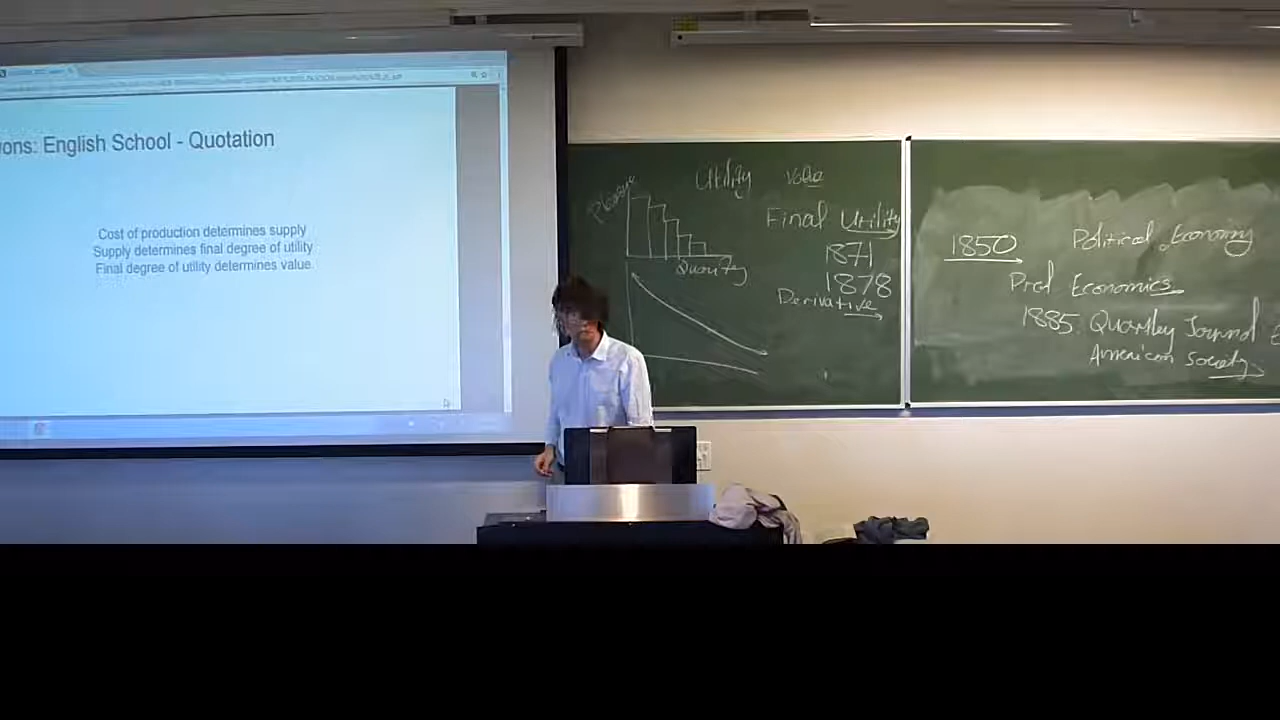 ons: English School - Quotation
Cost of production determines supply
Supply determines final degree of utility
Final degree of utility determines value.
Utility value
Pleasure
Final Utility
1871
Quantity
1878
Derivative
1850 Political Economy
Prof Economics
1885 Quartley Journal E
American Society